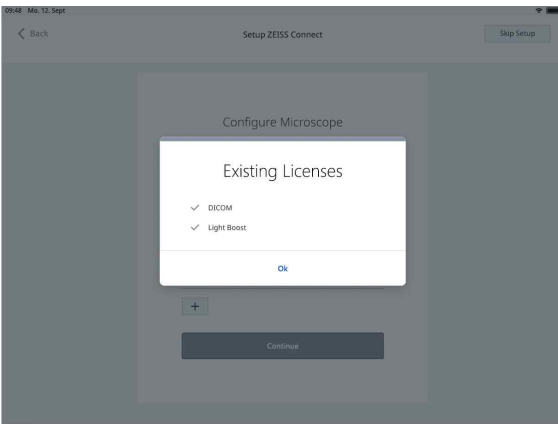 09:48 Mo. 12. Sept
Back
Setup ZEISS Connect
Skip Setup
Configure Microscope
Existing Licenses
DICOM
Light Boost
Ok
+
Continue